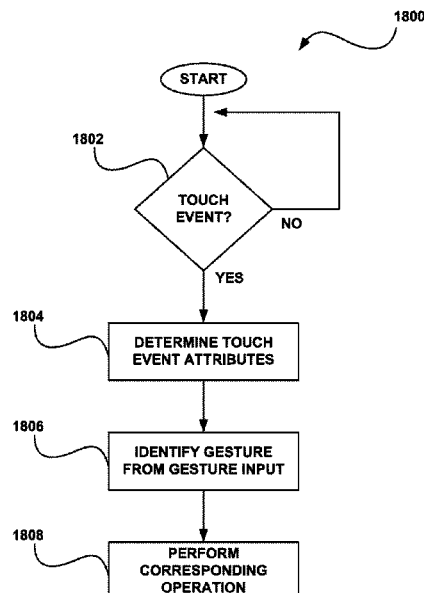 1800
START
1802
TOUCH
EVENT?
NO
YES
1804
DETERMINE TOUCH
EVENT ATTRIBUTES
1806
IDENTIFY GESTURE
FROM GESTURE INPUT
1808
PERFORM
CORRESPONDING
OPERATION